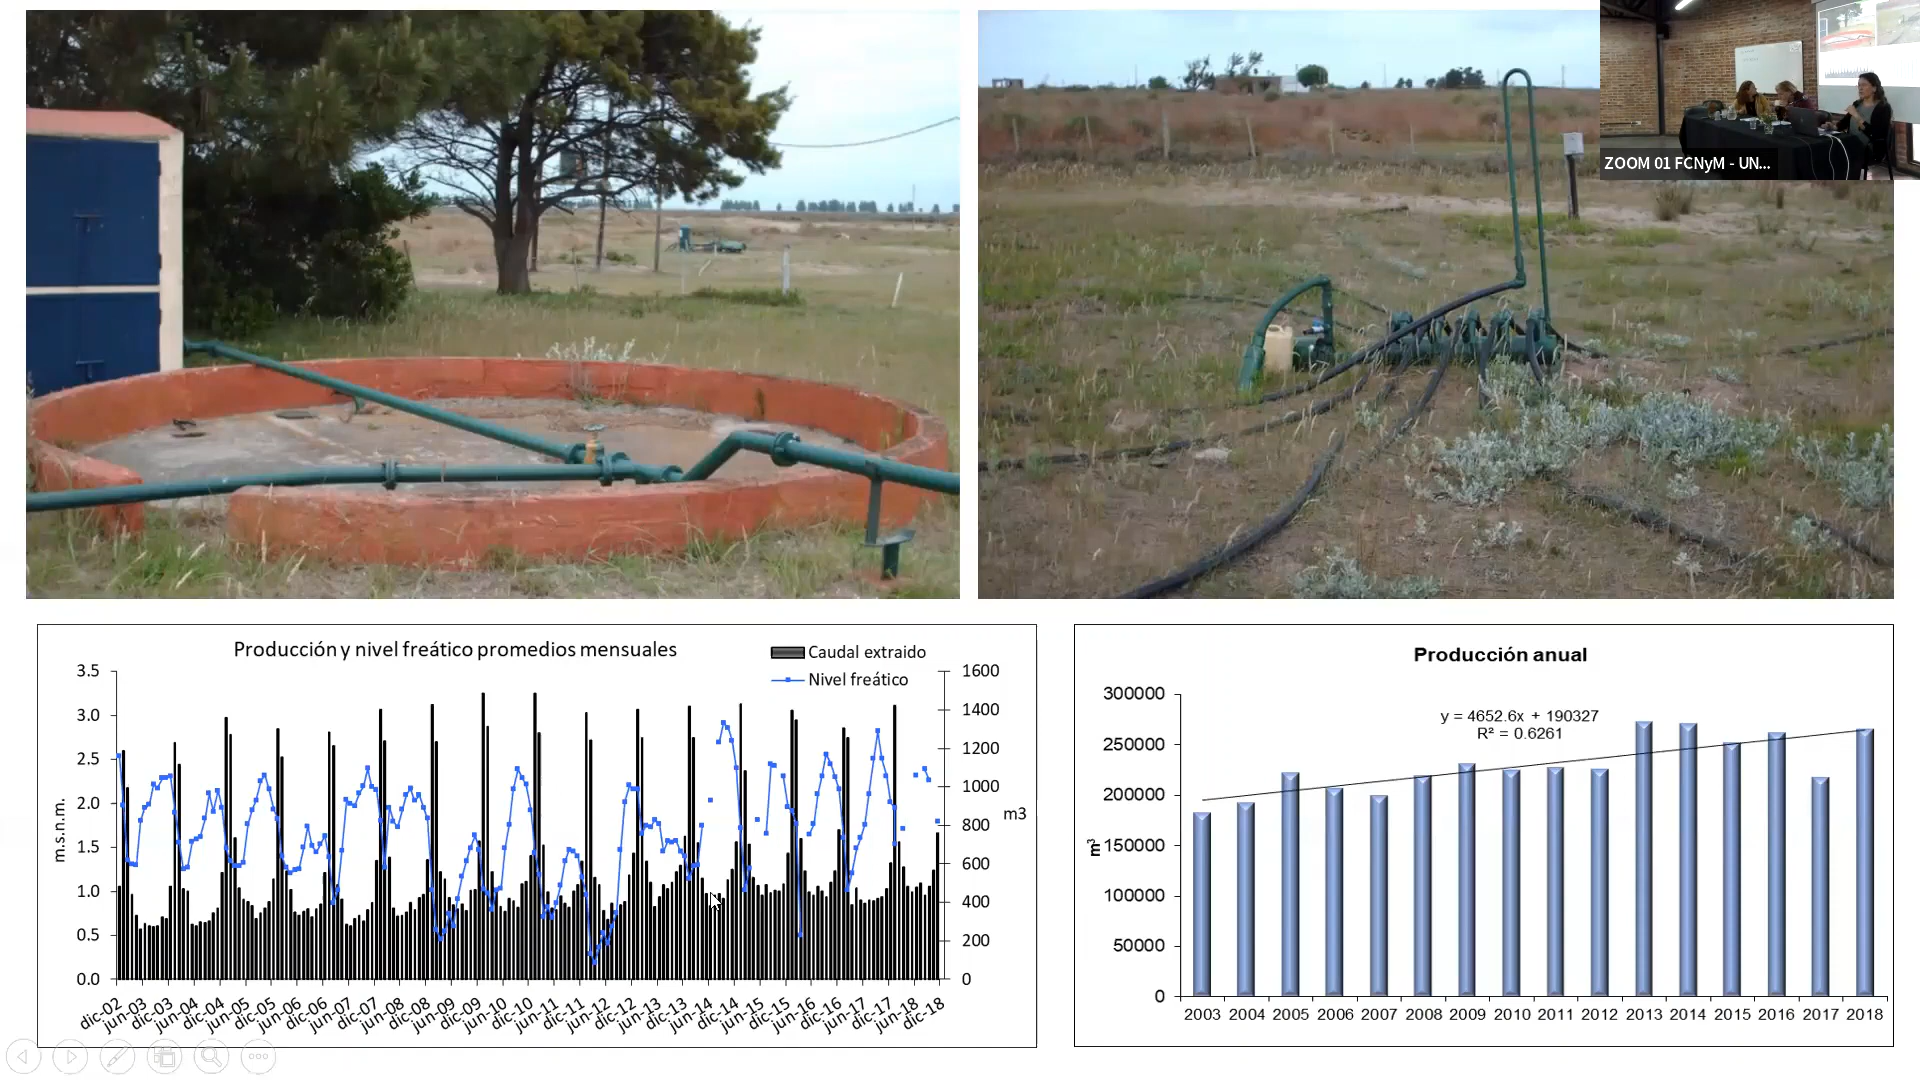 ZOOM 01 FCNyM - UN...
Producción y nivel freático promedios mensuales
Caudal extraido
Nivel freático
3.5
3.0
2.5
2.0
1.5
1.0
0.5
0.0
m.s.n.m.
1600
1400
1200
1000
800
600
400
200
0
m3
dic-02
jun-03
dic-03
jun-04
dic-04
jun-05
dic-05
jun-06
dic-06
jun-07
dic-07
jun-08
dic-08
jun-09
dic-09
jun-10
dic-10
jun-11
dic-11
jun-12
dic-12
jun-13
dic-13
jun-14
dic-14
jun-15
dic-15
jun-16
dic-16
jun-17
dic-17
jun-18
dic-18
Producción anual
y = 4652.6x + 190327
R² = 0.6261
300000
250000
200000
150000
100000
50000
0
m³
2003 2004 2005 2006 2007 2008 2009 2010 2011 2012 2013 2014 2015 2016 2017 2018